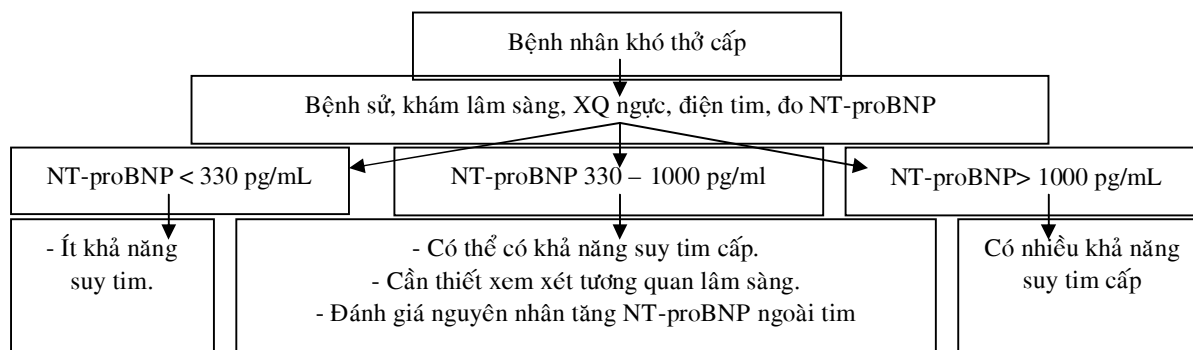 Bệnh nhân khó thở cấp
Bệnh sử, khám lâm sàng, XQ ngực, điện tim, đo NT-proBNP
NT-proBNP < 330 pg/mL
NT-proBNP 330 – 1000 pg/ml
NT-proBNP> 1000 pg/mL
- Ít khả năng
suy tim.
- Có thể có khả năng suy tim cấp.
- Cần thiết xem xét tương quan lâm sàng.
- Đánh giá nguyên nhân tăng NT-proBNP ngoài tim
Có nhiều khả năng
suy tim cấp